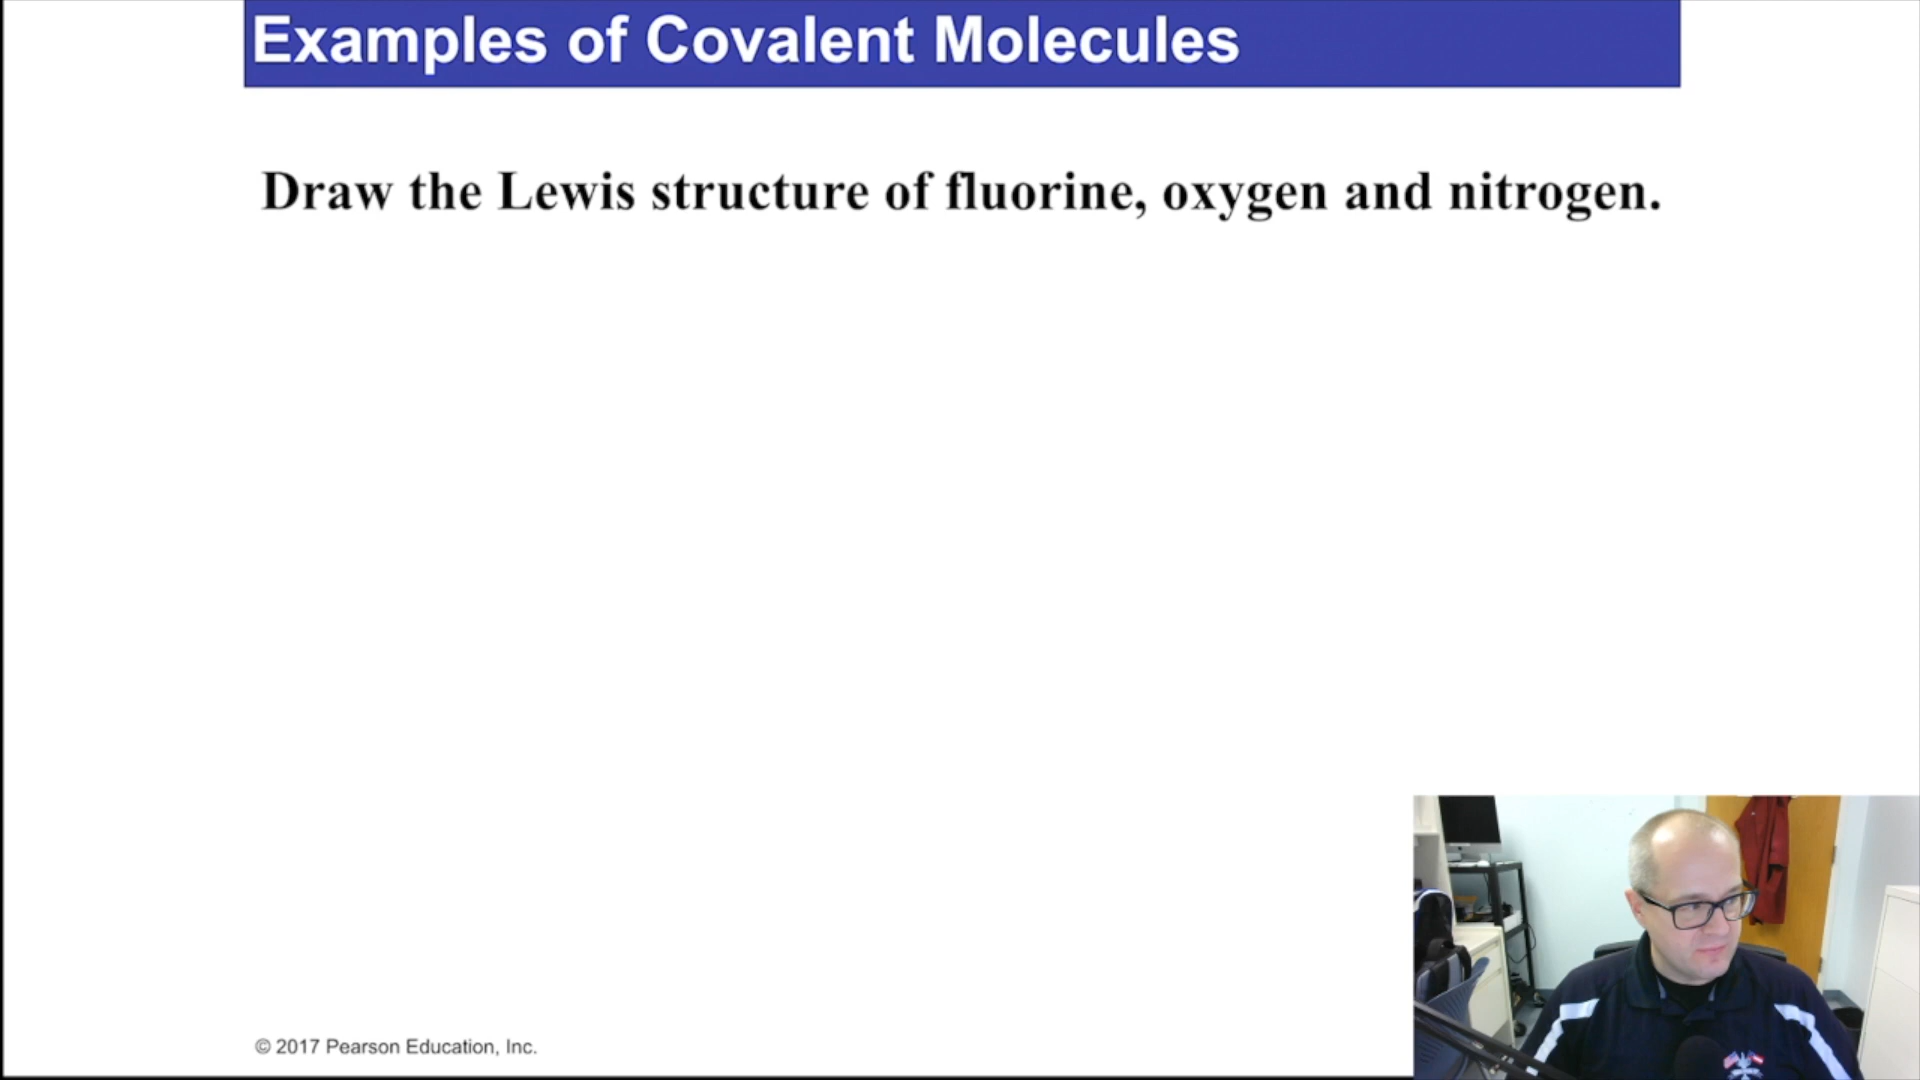 Examples of Covalent Molecules
Draw the Lewis structure of fluorine, oxygen and nitrogen.
© 2017 Pearson Education, Inc.